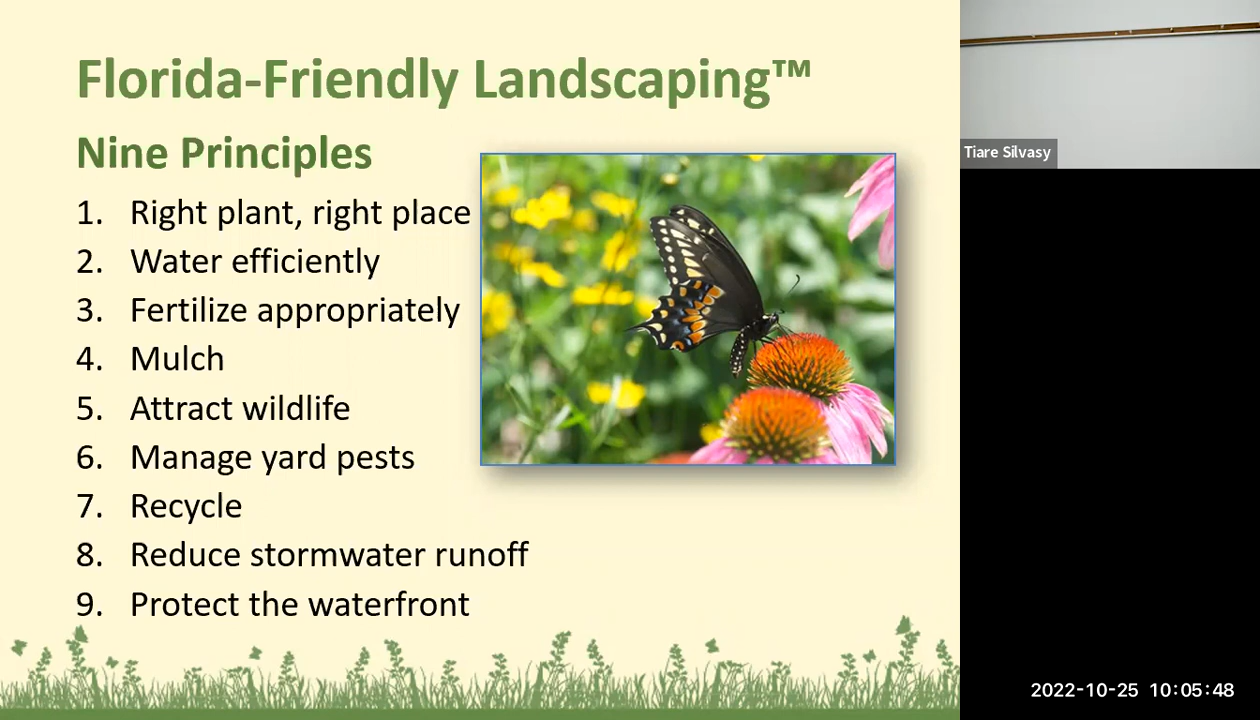 Florida-Friendly Landscaping™
Nine Principles
1. Right plant, right place
2. Water efficiently
3. Fertilize appropriately
4. Mulch
5. Attract wildlife
6. Manage yard pests
7. Recycle
8. Reduce stormwater runoff
9. Protect the waterfront
Tiare Silvasy
2022-10-25 10:05:48